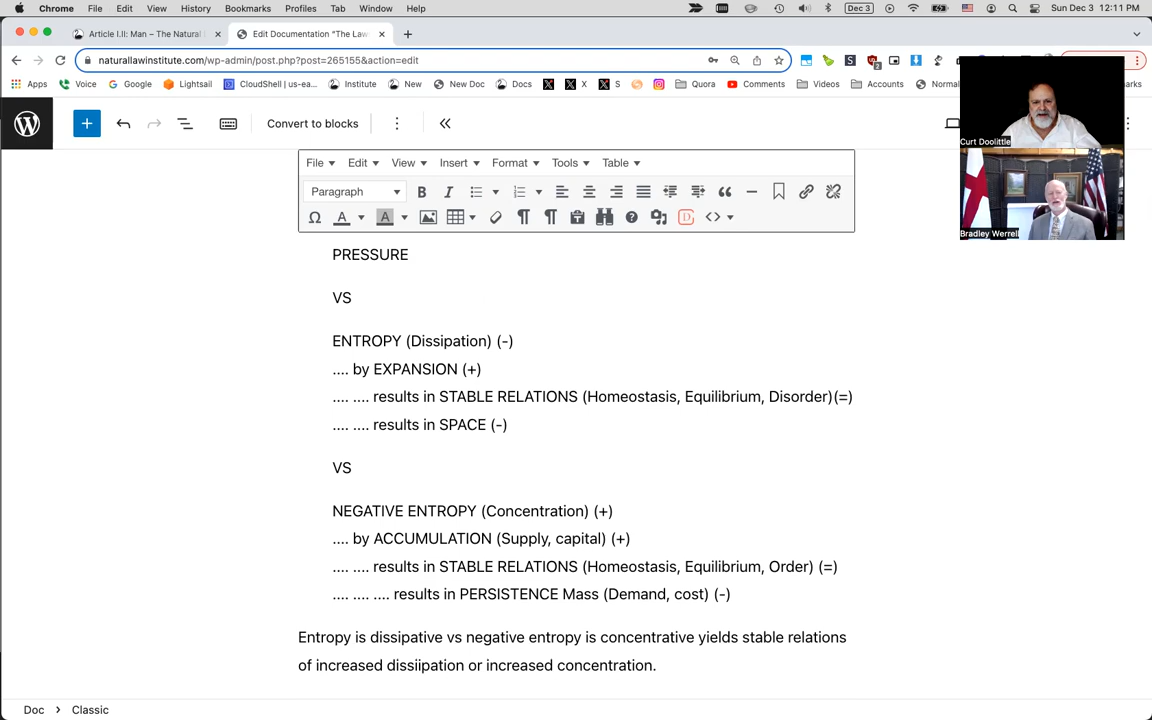 Chrome File Edit View History Bookmarks Profiles Tab Window Help Dec 3 Sun Dec 3 12:11 PM
Article I.II: Man – The Natural Edit Documentation “The Law
naturallawinstitute.com/wp-admin/post.php?post=265155&action=edit
Apps Voice Google Lightsail CloudShell | us-ea... Institute New New Doc Docs X S Quora Comments Videos Accounts Normal
Convert to blocks
Curt Doolittle
Bradley Werrell
File Edit View Insert Format Tools Table
Paragraph B I
PRESSURE
VS
ENTROPY (Dissipation) (-)
.... by EXPANSION (+)
.... .... results in STABLE RELATIONS (Homeostasis, Equilibrium, Disorder)(=)
.... .... results in SPACE (-)
VS
NEGATIVE ENTROPY (Concentration) (+)
.... by ACCUMULATION (Supply, capital) (+)
.... .... results in STABLE RELATIONS (Homeostasis, Equilibrium, Order) (=)
.... .... .... results in PERSISTENCE Mass (Demand, cost) (-)
Entropy is dissipative vs negative entropy is concentrative yields stable relations
of increased dissiipation or increased concentration.
Doc › Classic